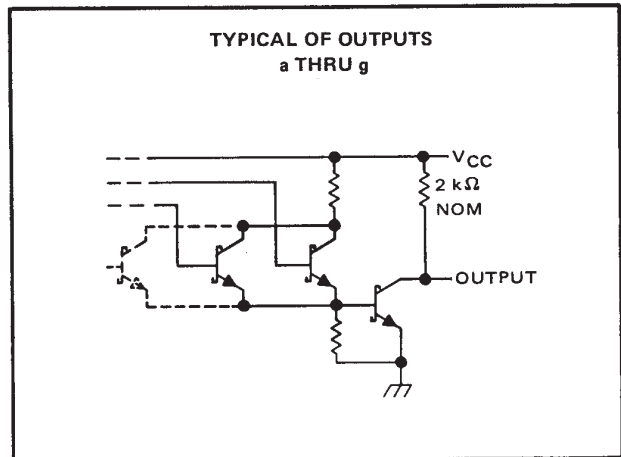 TYPICAL OF OUTPUTS
a THRU g
VCC
2 kΩ
NOM
OUTPUT